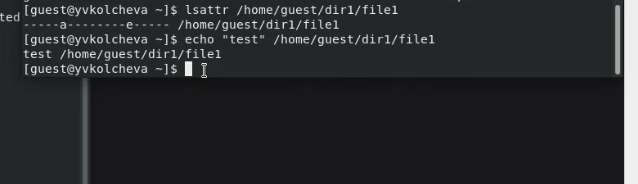 [guest@yvkolcheva ~]$ lsattr /home/guest/dir1/file1
-----a--------e----- /home/guest/dir1/file1
[guest@yvkolcheva ~]$ echo "test" /home/guest/dir1/file1
test /home/guest/dir1/file1
[guest@yvkolcheva ~]$
ted